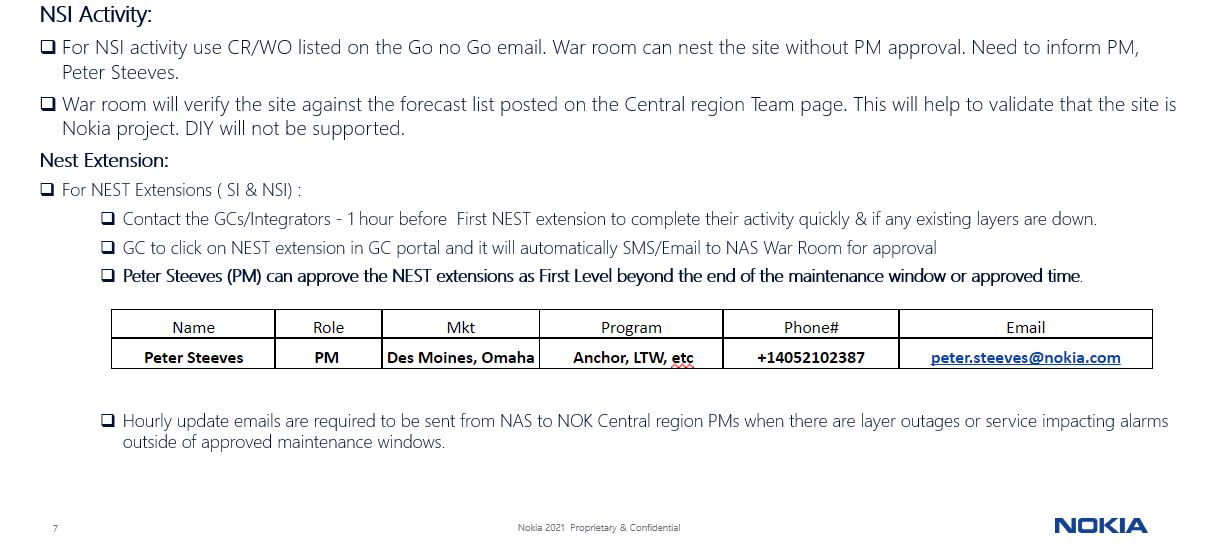 NSI Activity:
For NSI activity use CR/WO listed on the Go no Go email. War room can nest the site without PM approval. Need to inform PM,
Peter Steeves.
War room will verify the site against the forecast list posted on the Central region Team page. This will help to validate that the site is
Nokia project. DIY will not be supported.
Nest Extension:
For NEST Extensions ( SI & NSI) :
Contact the GCs/Integrators - 1 hour before First NEST extension to complete their activity quickly & if any existing layers are down.
GC to click on NEST extension in GC portal and it will automatically SMS/Email to NAS War Room for approval
Peter Steeves (PM) can approve the NEST extensions as First Level beyond the end of the maintenance window or approved time.
Name Role Mkt Program Phone# Email
Peter Steeves PM Des Moines, Omaha Anchor, LTW, etc +14052102387 peter.steeves@nokia.com
Hourly update emails are required to be sent from NAS to NOK Central region PMs when there are layer outages or service impacting alarms
outside of approved maintenance windows.
7 Nokia 2021 Proprietary & Confidential NOKIA